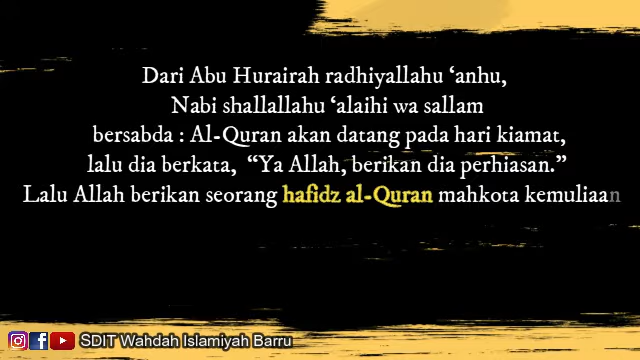 Dari Abu Hurairah radhiyallahu ‘anhu,
Nabi shallallahu ‘alaihi wa sallam
bersabda : Al-Quran akan datang pada hari kiamat,
lalu dia berkata, “Ya Allah, berikan dia perhiasan.”
Lalu Allah berikan seorang hafidz al-Quran mahkota kemuliaan
SDIT Wahdah Islamiyah Barru